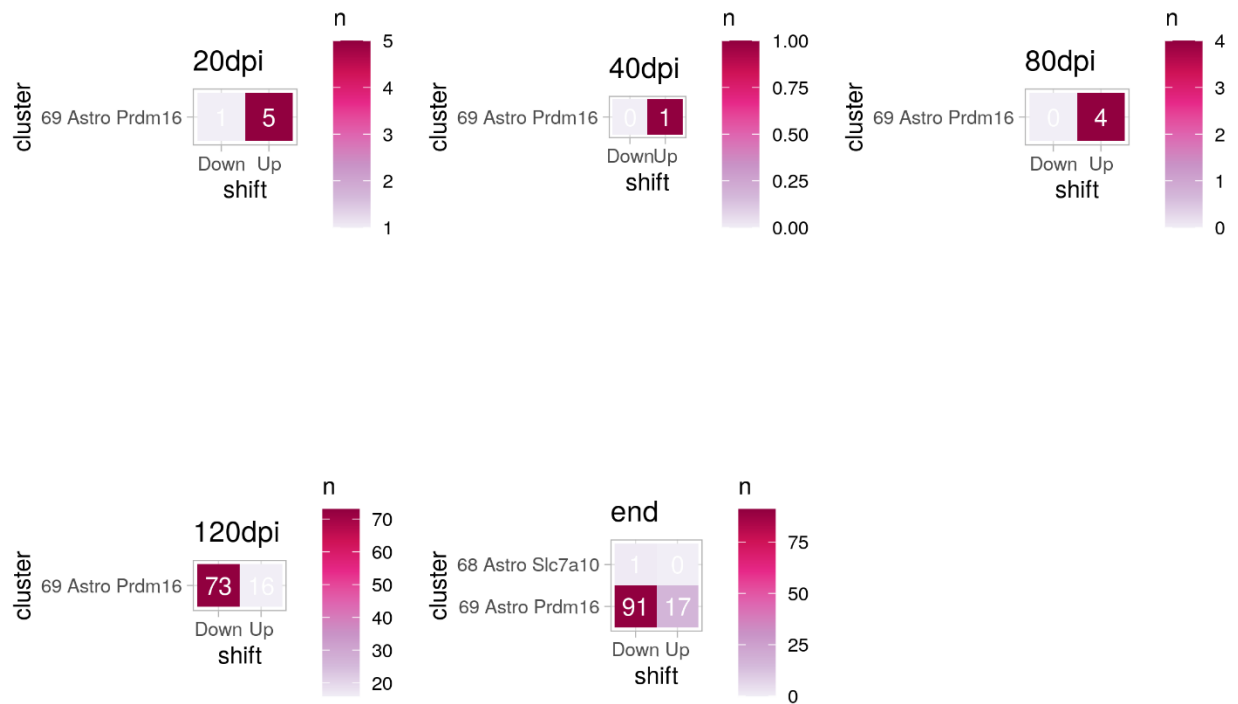 n
20dpi
5
4
3
2
1
cluster
69 Astro Prdm16
1 5
Down Up
shift
n
40dpi
1.00
0.75
0.50
0.25
0.00
cluster
69 Astro Prdm16
0 1
Down Up
shift
n
80dpi
4
3
2
1
0
cluster
69 Astro Prdm16
0 4
Down Up
shift
n
120dpi
70
60
50
40
30
20
cluster
69 Astro Prdm16
73 16
Down Up
shift
n
end
75
50
25
0
cluster
68 Astro Slc7a10
1 0
69 Astro Prdm16
91 17
Down Up
shift